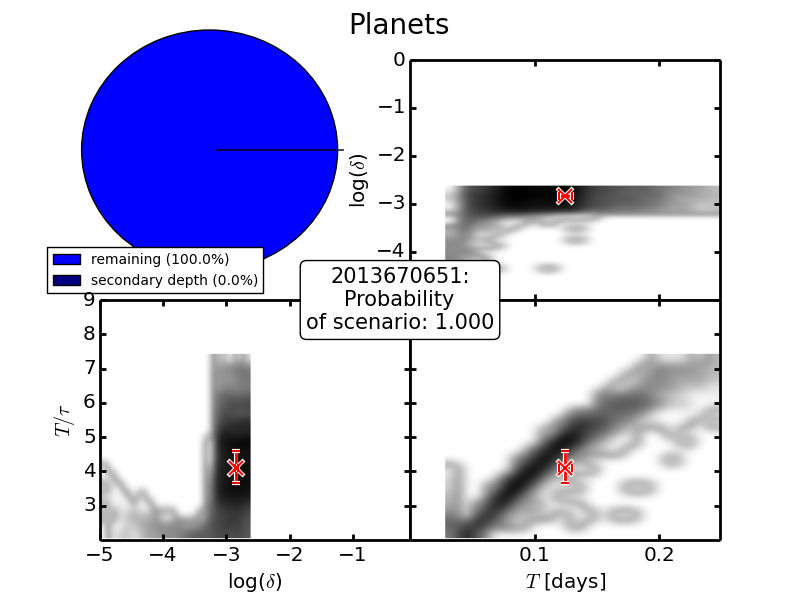 Planets
remaining (100.0%)
secondary depth (0.0%)
0
−1
−2
−3
−4
log(δ)
2013670651:
Probability
of scenario: 1.000
9
8
7
6
5
4
3
T/τ
−5 −4 −3 −2 −1
log(δ)
0.1 0.2
T [days]